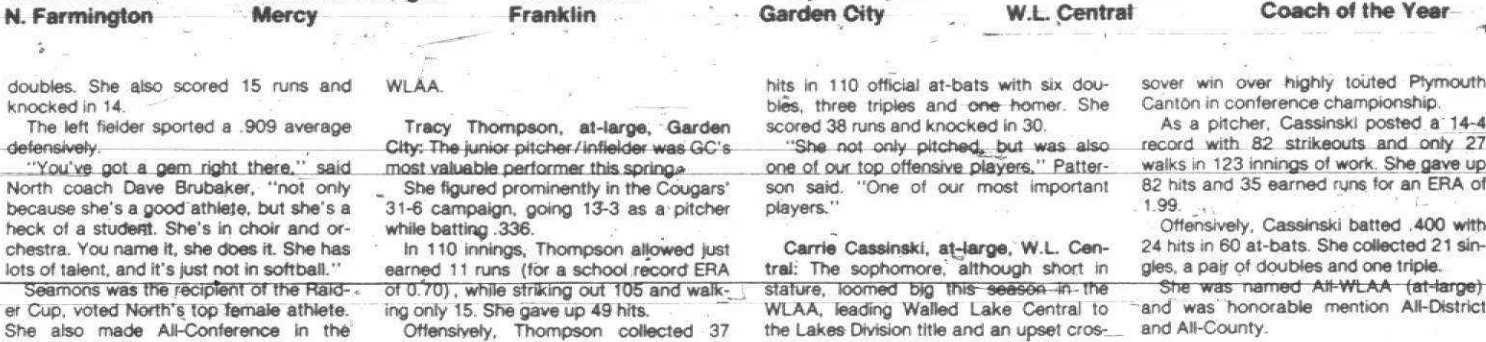 N. Farmington
Mercy
Franklin
Garden City
W.L. Central
Coach of the Year
doubles. She also scored 15 runs and
knocked in 14.
The left fielder sported a .909 average
defensively.
"You've got a gem right there," said
North coach Dave Brubaker, "not only
because she's a good athlete, but she's a
heck of a student. She's in choir and or-
chestra. You name it, she does it. She has
lots of talent, and it's just not in softball."
Seamons was the recipient of the Raid-
er Cup, voted North's top female athlete.
She also made All-Conference in the
WLAA.
Tracy Thompson, at-large, Garden
City: The junior pitcher/infielder was GC's
most valuable performer this spring.
She figured prominently in the Cougars'
31-6 campaign, going 13-3 as a pitcher
while batting .336.
In 110 innings, Thompson allowed just
earned 11 runs (for a school record ERA
of 0.70), while striking out 105 and walk-
ing only 15. She gave up 49 hits.
Offensively, Thompson collected 37
hits in 110 official at-bats with six dou-
bles, three triples and one homer. She
scored 38 runs and knocked in 30.
"She not only pitched, but was also
one of our top offensive players," Patter-
son said. "One of our most important
players."
Carrie Cassinski, at-large, W.L. Cen-
tral: The sophomore, although short in
stature, loomed big this season in the
WLAA, leading Walled Lake Central to
the Lakes Division title and an upset cros-
sover win over highly touted Plymouth
Canton in conference championship.
As a pitcher, Cassinski posted a 14-4
record with 82 strikeouts and only 27
walks in 123 innings of work. She gave up
82 hits and 35 earned runs for an ERA of
1.99.
Offensively, Cassinski batted .400 with
24 hits in 60 at-bats. She collected 21 sin-
gles, a pair of doubles and one triple.
She was named All-WLAA (at-large)
and was honorable mention All-District
and All-County.